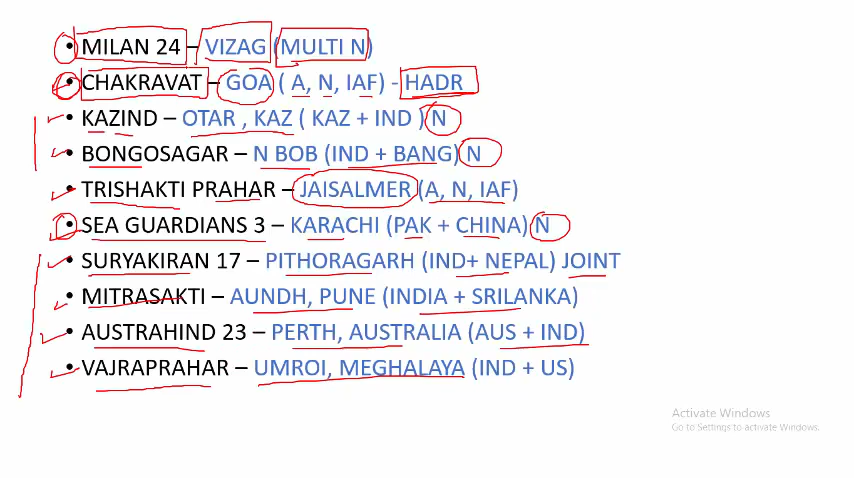 • MILAN 24 – VIZAG (MULTI N)
• CHAKRAVAT – GOA ( A, N, IAF) - HADR
• KAZIND – OTAR , KAZ ( KAZ + IND ) N
• BONGOSAGAR – N BOB (IND + BANG) N
• TRISHAKTI PRAHAR – JAISALMER (A, N, IAF)
• SEA GUARDIANS 3 – KARACHI (PAK + CHINA) N
• SURYAKIRAN 17 - PITHORAGARH (IND+ NEPAL) JOINT
• MITRASAKTI – AUNDH, PUNE (INDIA + SRILANKA)
• AUSTRAHIND 23 – PERTH, AUSTRALIA (AUS + IND)
• VAJRAPRAHAR – UMROI, MEGHALAYA (IND + US)
Activate Windows
Go to Settings to activate Windows.